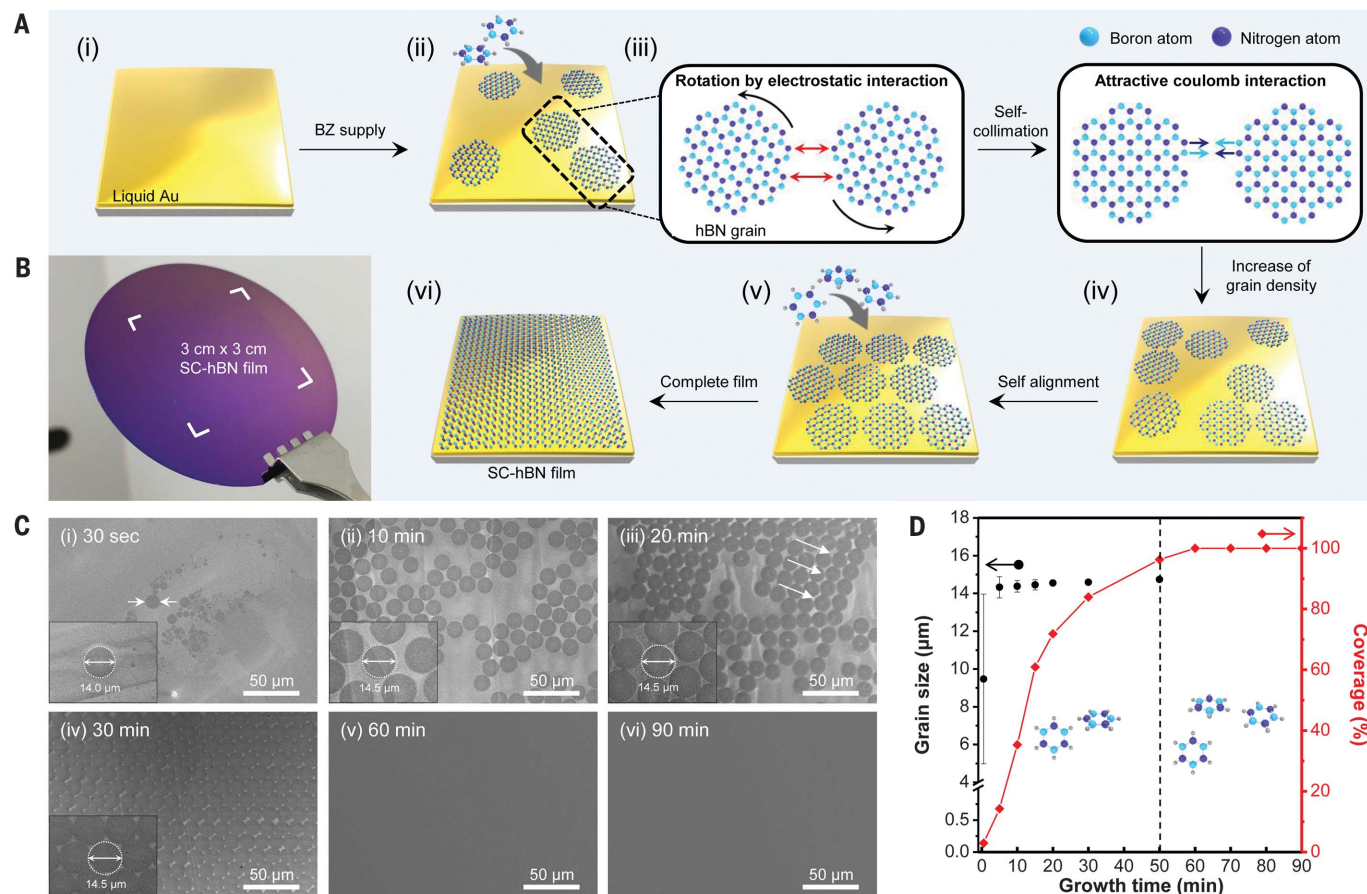 A
(i)
Liquid Au
BZ supply
(ii)
(iii)
Rotation by electrostatic interaction
hBN grain
Self-
collimation
Boron atom
Nitrogen atom
Attractive coulomb interaction
Increase of
grain density
(iv)
Self alignment
(v)
Complete film
(vi)
SC-hBN film
B
3 cm x 3 cm
SC-hBN film
C
(i) 30 sec
14.0 μm
50 μm
(ii) 10 min
14.5 μm
50 μm
(iii) 20 min
14.5 μm
50 μm
(iv) 30 min
14.5 μm
50 μm
(v) 60 min
50 μm
(vi) 90 min
50 μm
D
Grain size (μm)
18
16
14
12
10
8
6
4
0.5
0.0
0 10 20 30 40 50 60 70 80 90
Growth time (min)
100
80
60
40
20
0
Coverage (%)